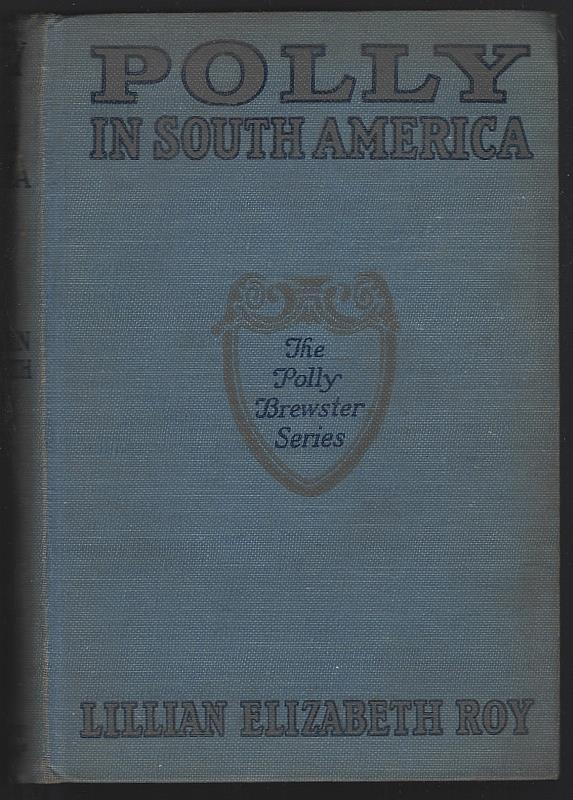 POLLY
IN SOUTH AMERICA
The
Polly
Brewster
Series
LILLIAN ELIZABETH ROY